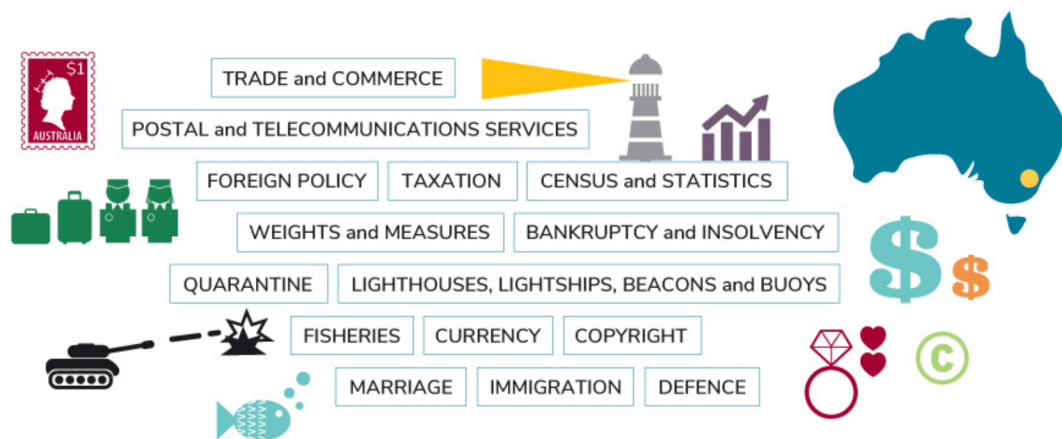 $1
AUSTRALIA
TRADE and COMMERCE
POSTAL and TELECOMMUNICATIONS SERVICES
FOREIGN POLICY
TAXATION
CENSUS and STATISTICS
WEIGHTS and MEASURES
BANKRUPTCY and INSOLVENCY
QUARANTINE
LIGHTHOUSES, LIGHTSHIPS, BEACONS and BUOYS
$
$
FISHERIES
CURRENCY
COPYRIGHT
©
MARRIAGE
IMMIGRATION
DEFENCE